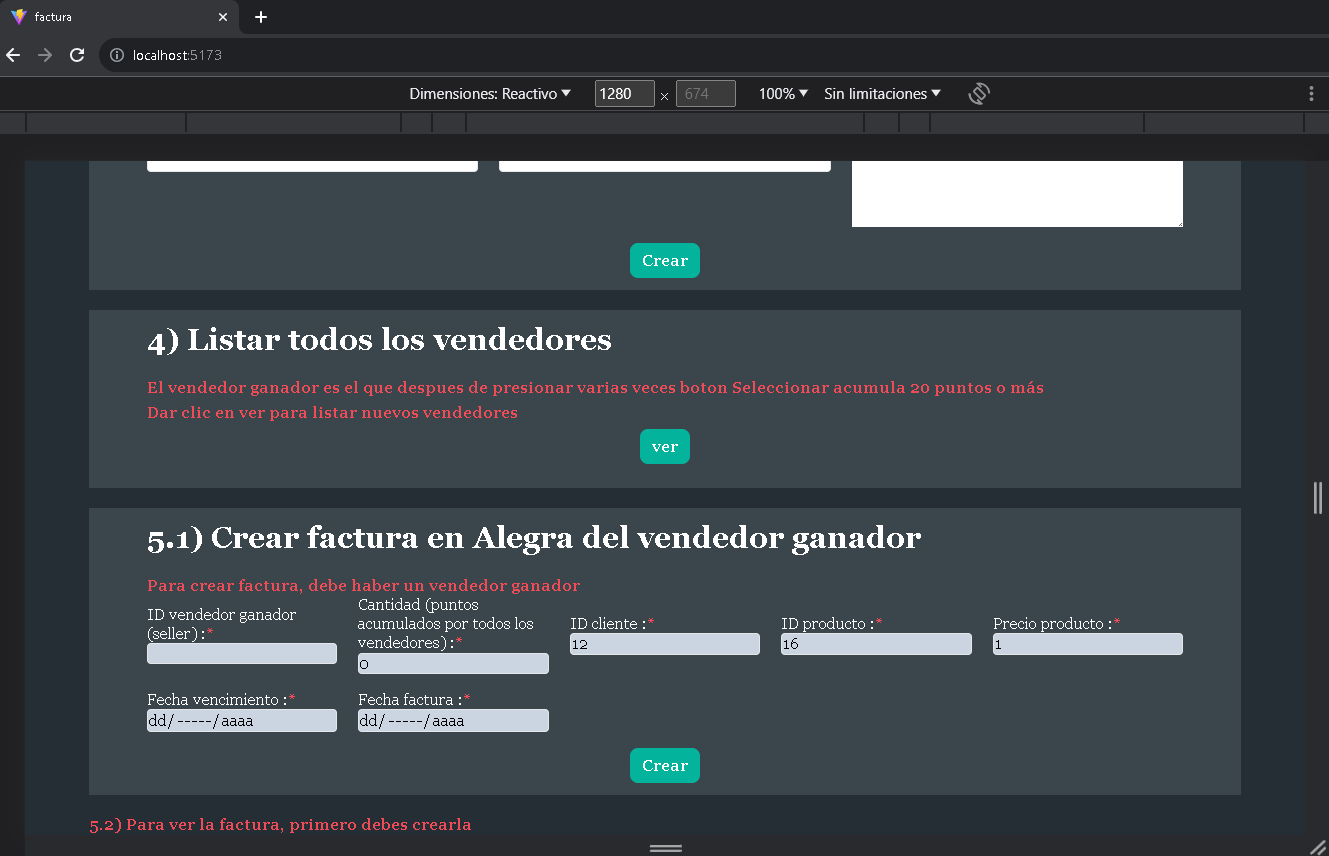 factura
localhost:5173
Dimensiones: Reactivo 1280 × 674 100% Sin limitaciones
Crear
4) Listar todos los vendedores
El vendedor ganador es el que despues de presionar varias veces boton Seleccionar acumula 20 puntos o más
Dar clic en ver para listar nuevos vendedores
ver
5.1) Crear factura en Alegra del vendedor ganador
Para crear factura, debe haber un vendedor ganador
ID vendedor ganador
(seller) :*
Cantidad (puntos
acumulados por todos los
vendedores) :*
0
ID cliente :*
12
ID producto :*
16
Precio producto :*
1
Fecha vencimiento :*
dd/-----/aaaa
Fecha factura :*
dd/-----/aaaa
Crear
5.2) Para ver la factura, primero debes crearla